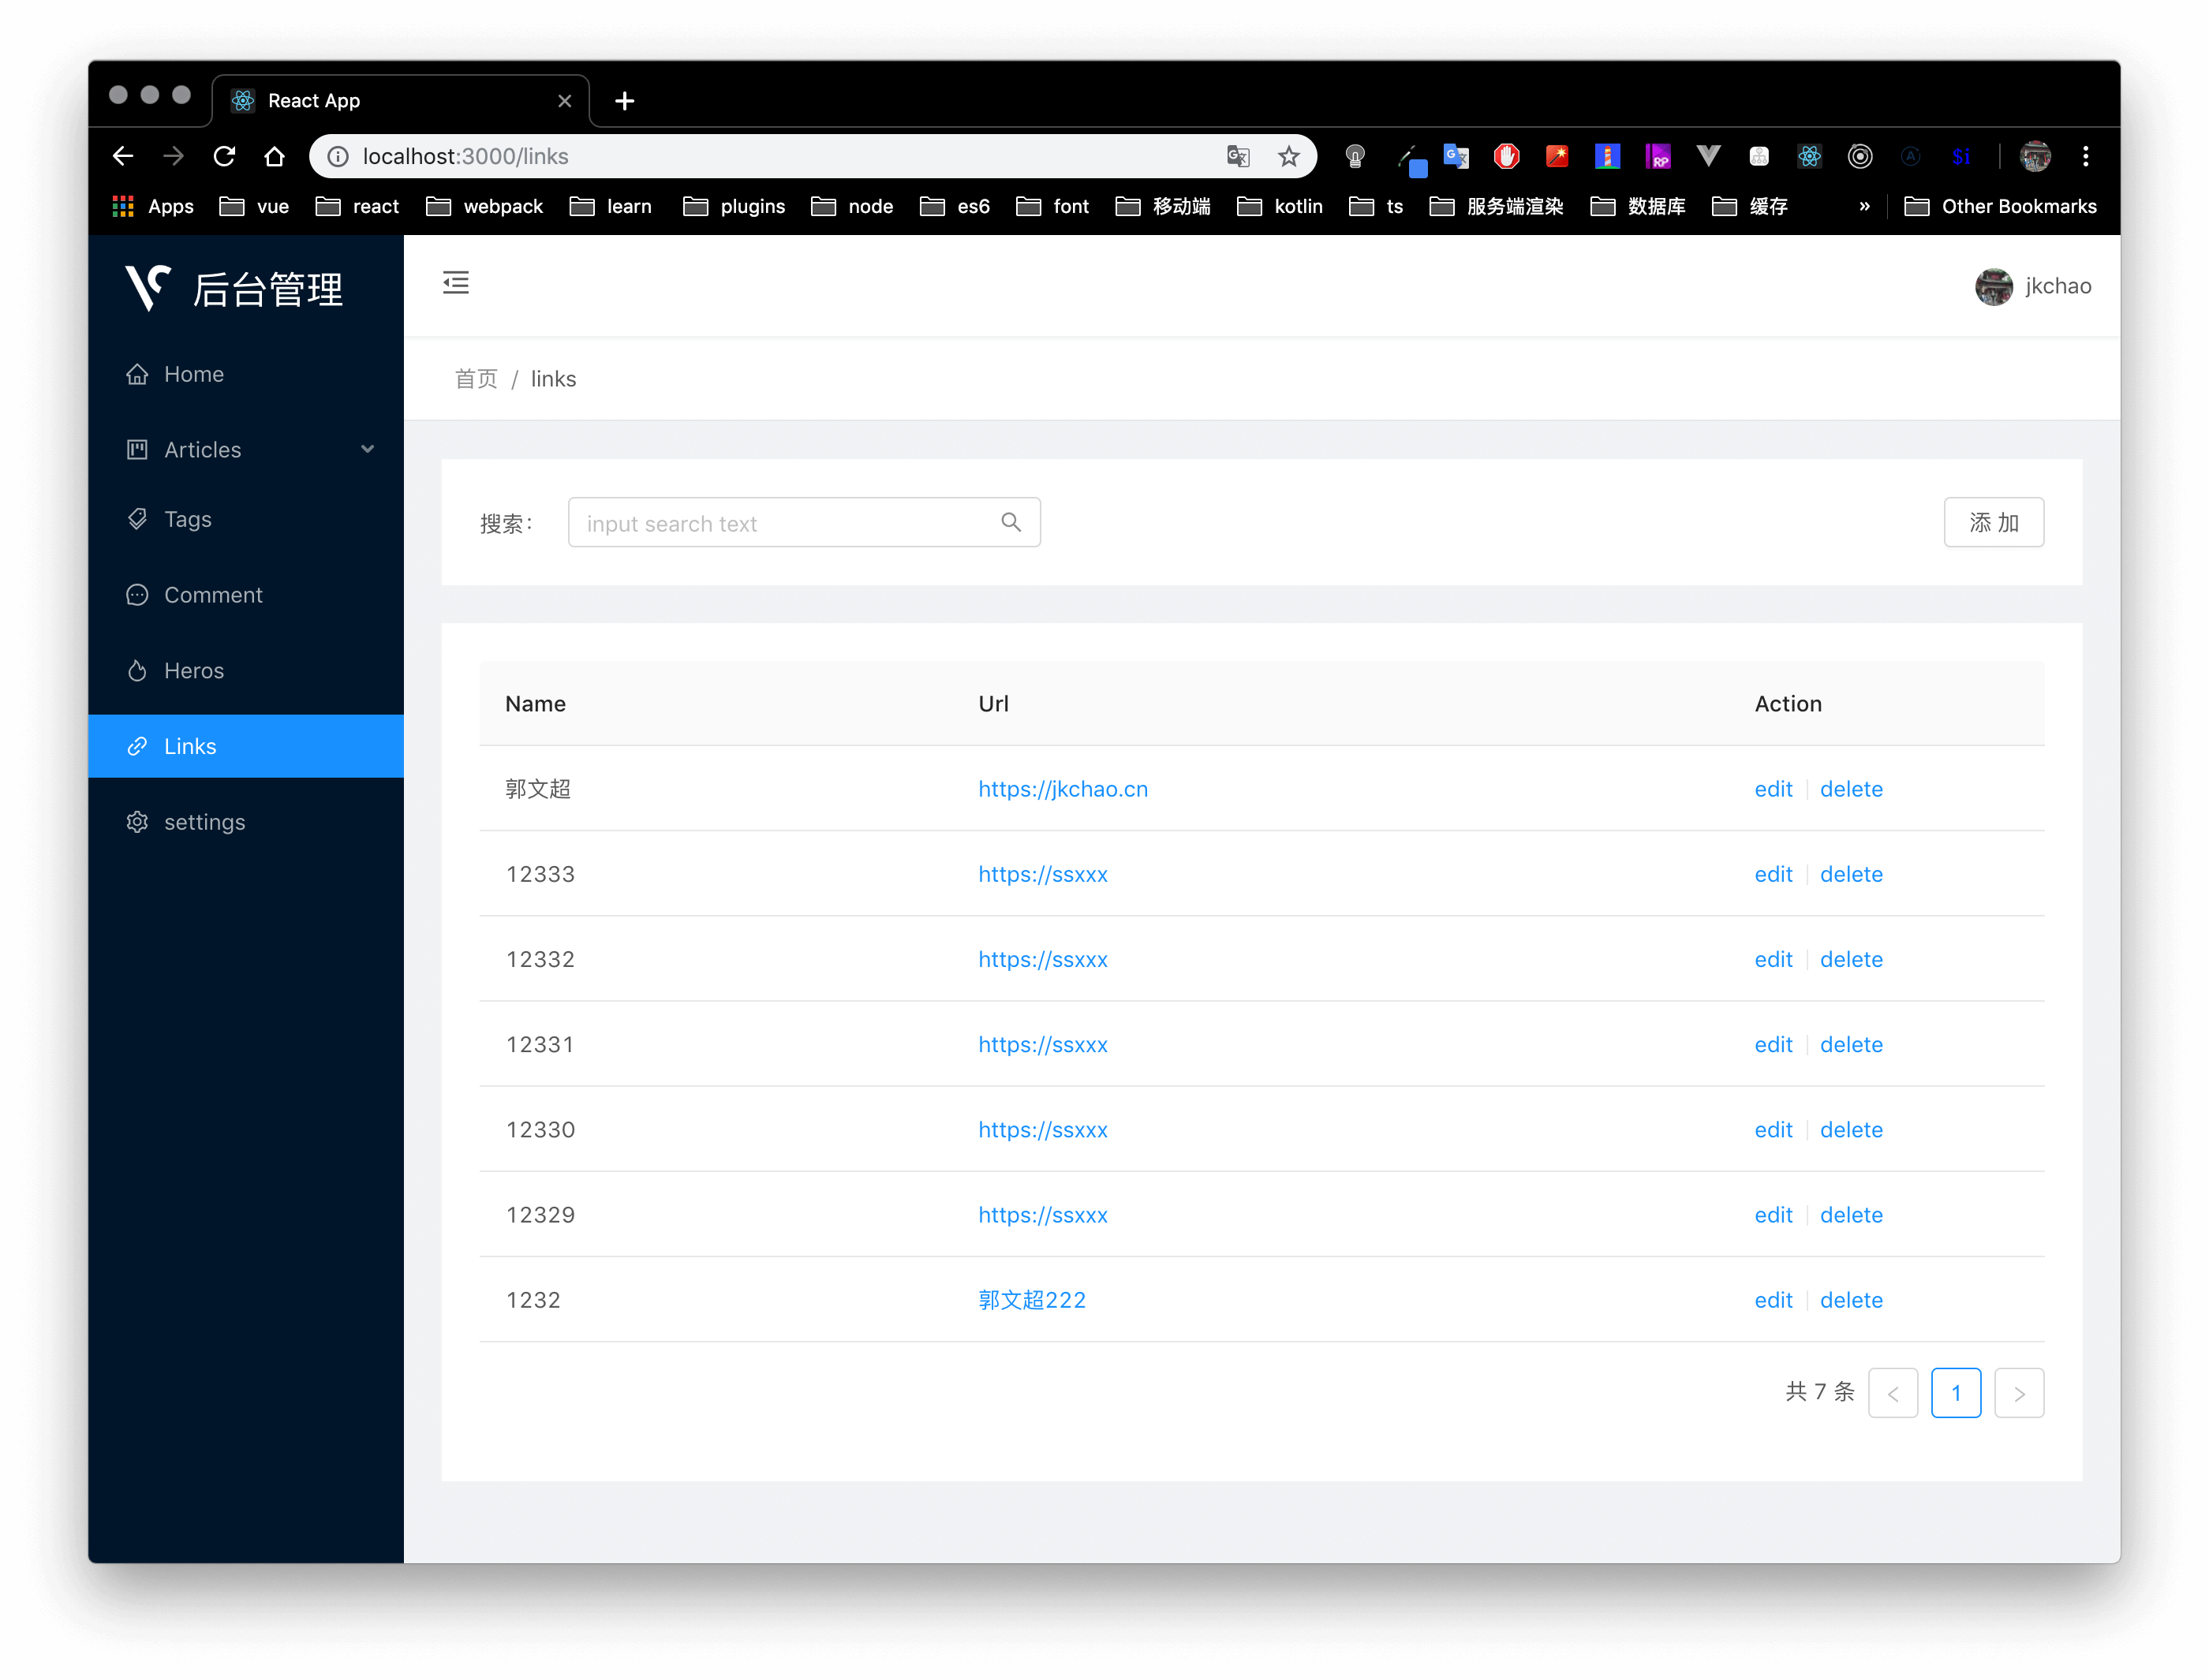 React App
localhost:3000/links
Apps vue react webpack learn plugins node es6 font 移动端 kotlin ts 服务端渲染 数据库 缓存 » Other Bookmarks
后台管理
jkchao
Home
Articles
Tags
Comment
Heros
Links
settings
首页 / links
搜索: input search text 添 加
Name Url Action
郭文超 https://jkchao.cn edit delete
12333 https://ssxxx edit delete
12332 https://ssxxx edit delete
12331 https://ssxxx edit delete
12330 https://ssxxx edit delete
12329 https://ssxxx edit delete
1232 郭文超222 edit delete
共 7 条 < 1 >